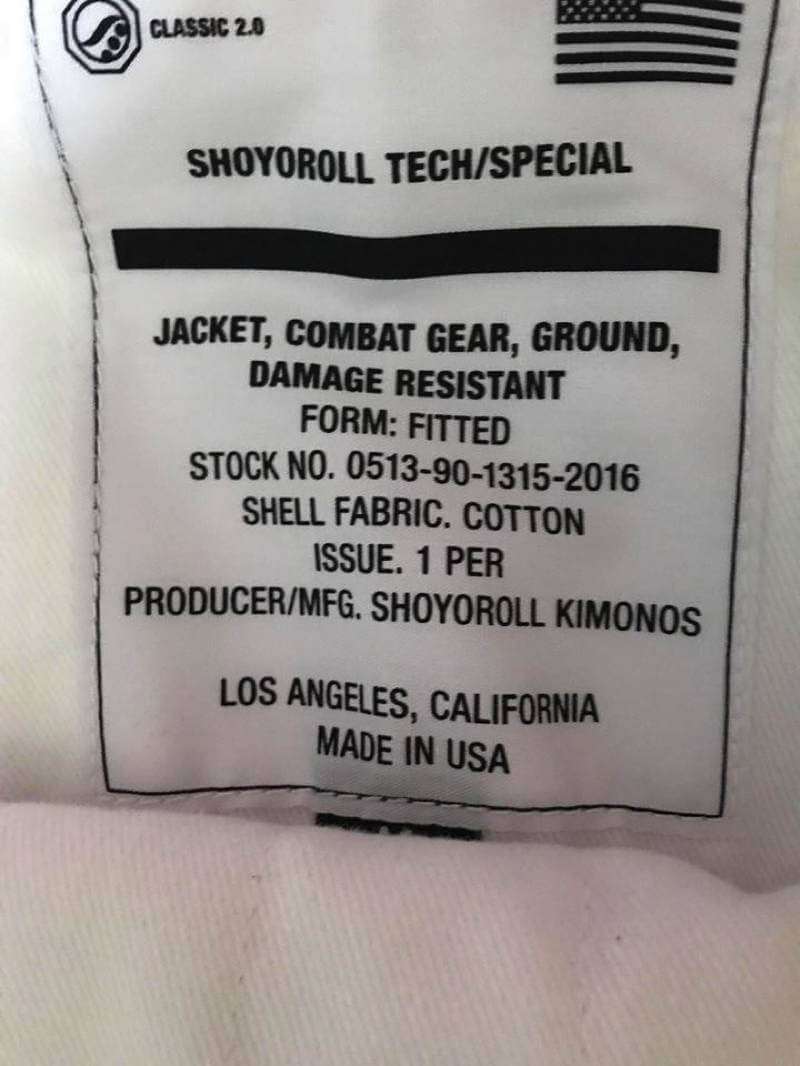 CLASSIC 2.0
SHOYOROLL TECH/SPECIAL
JACKET, COMBAT GEAR, GROUND,
DAMAGE RESISTANT
FORM: FITTED
STOCK NO. 0513-90-1315-2016
SHELL FABRIC. COTTON
ISSUE. 1 PER
PRODUCER/MFG. SHOYOROLL KIMONOS
LOS ANGELES, CALIFORNIA
MADE IN USA